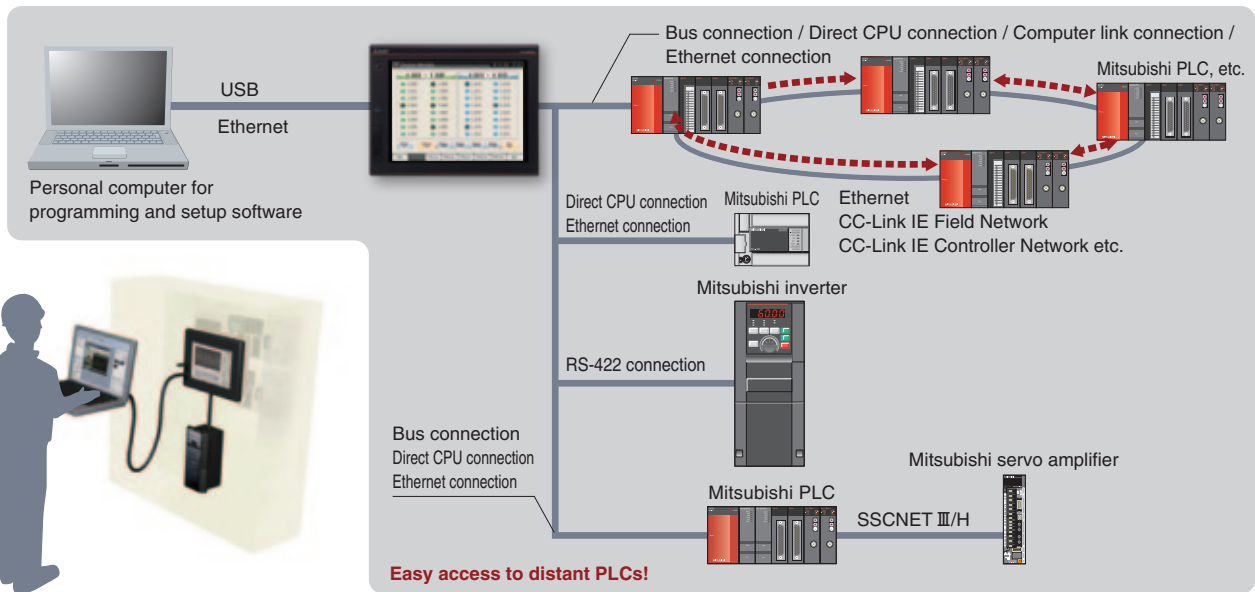 Bus connection / Direct CPU connection / Computer link connection /
Ethernet connection
Mitsubishi PLC, etc.
USB
Ethernet
Personal computer for
programming and setup software
Ethernet
CC-Link IE Field Network
CC-Link IE Controller Network etc.
Direct CPU connection
Ethernet connection
Mitsubishi PLC
Mitsubishi inverter
6000
RS-422 connection
Bus connection
Direct CPU connection
Ethernet connection
Mitsubishi PLC
SSCNET Ⅲ/H
Mitsubishi servo amplifier
Easy access to distant PLCs!